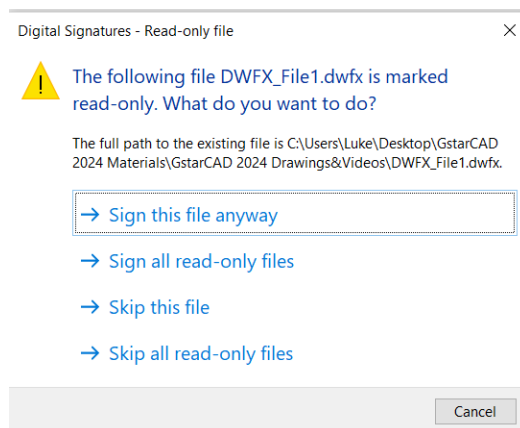 Digital Signatures - Read-only file
The following file DWFX_File1.dwfx is marked
read-only. What do you want to do?
The full path to the existing file is C:\Users\Luke\Desktop\GstarCAD
2024 Materials\GstarCAD 2024 Drawings&Videos\DWFX_File1.dwfx.
Sign this file anyway
Sign all read-only files
Skip this file
Skip all read-only files
Cancel